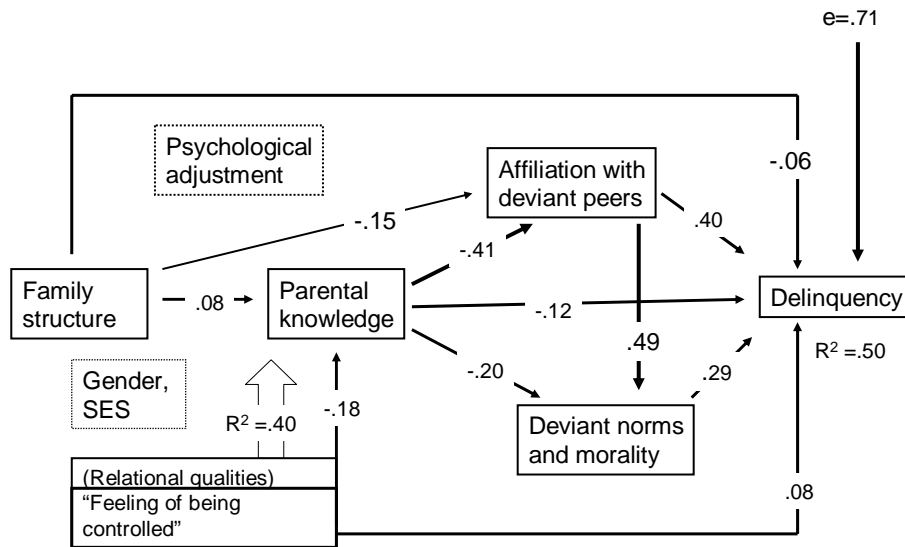 e=.71
Psychological
adjustment
Affiliation with
deviant peers
-.06
-.15
.40
-.41
Family
structure
.08
Parental
knowledge
-.12
Delinquency
R² =.50
.49
-.20
.29
Gender,
SES
R² =.40
-.18
Deviant norms
and morality
(Relational qualities)
“Feeling of being
controlled”
.08